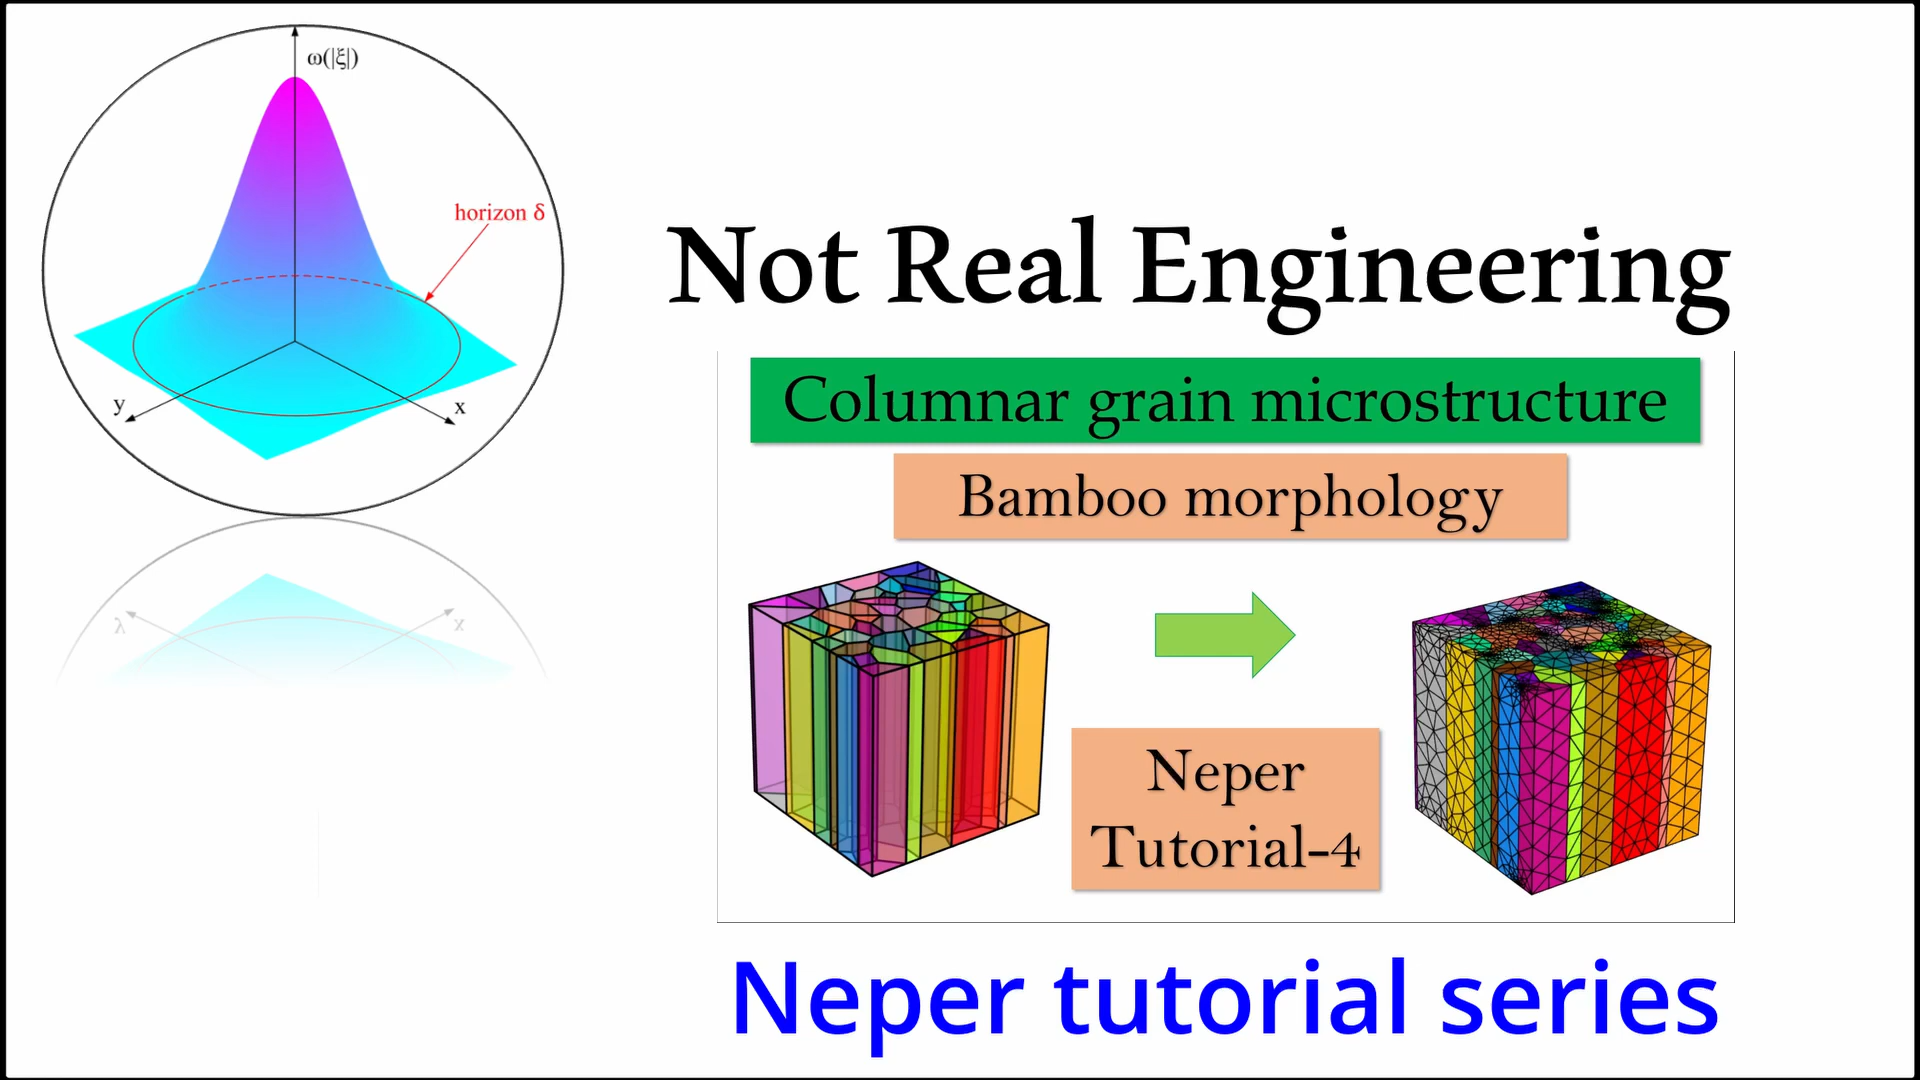 ω(|ξ|)
horizon δ
y
x
Not Real Engineering
Columnar grain microstructure
Bamboo morphology
Neper
Tutorial-4
Neper tutorial series